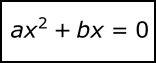 ax² + bx = 0